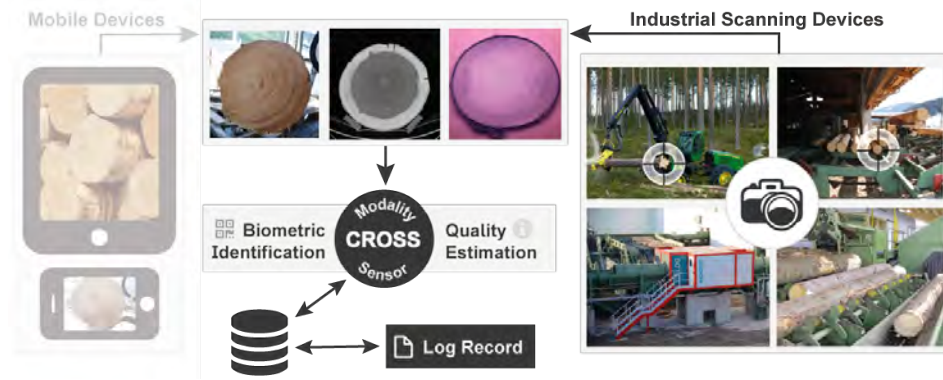 Mobile Devices
Industrial Scanning Devices
Modality
CROSS
Sensor
Biometric
Identification
Quality
Estimation
Log Record